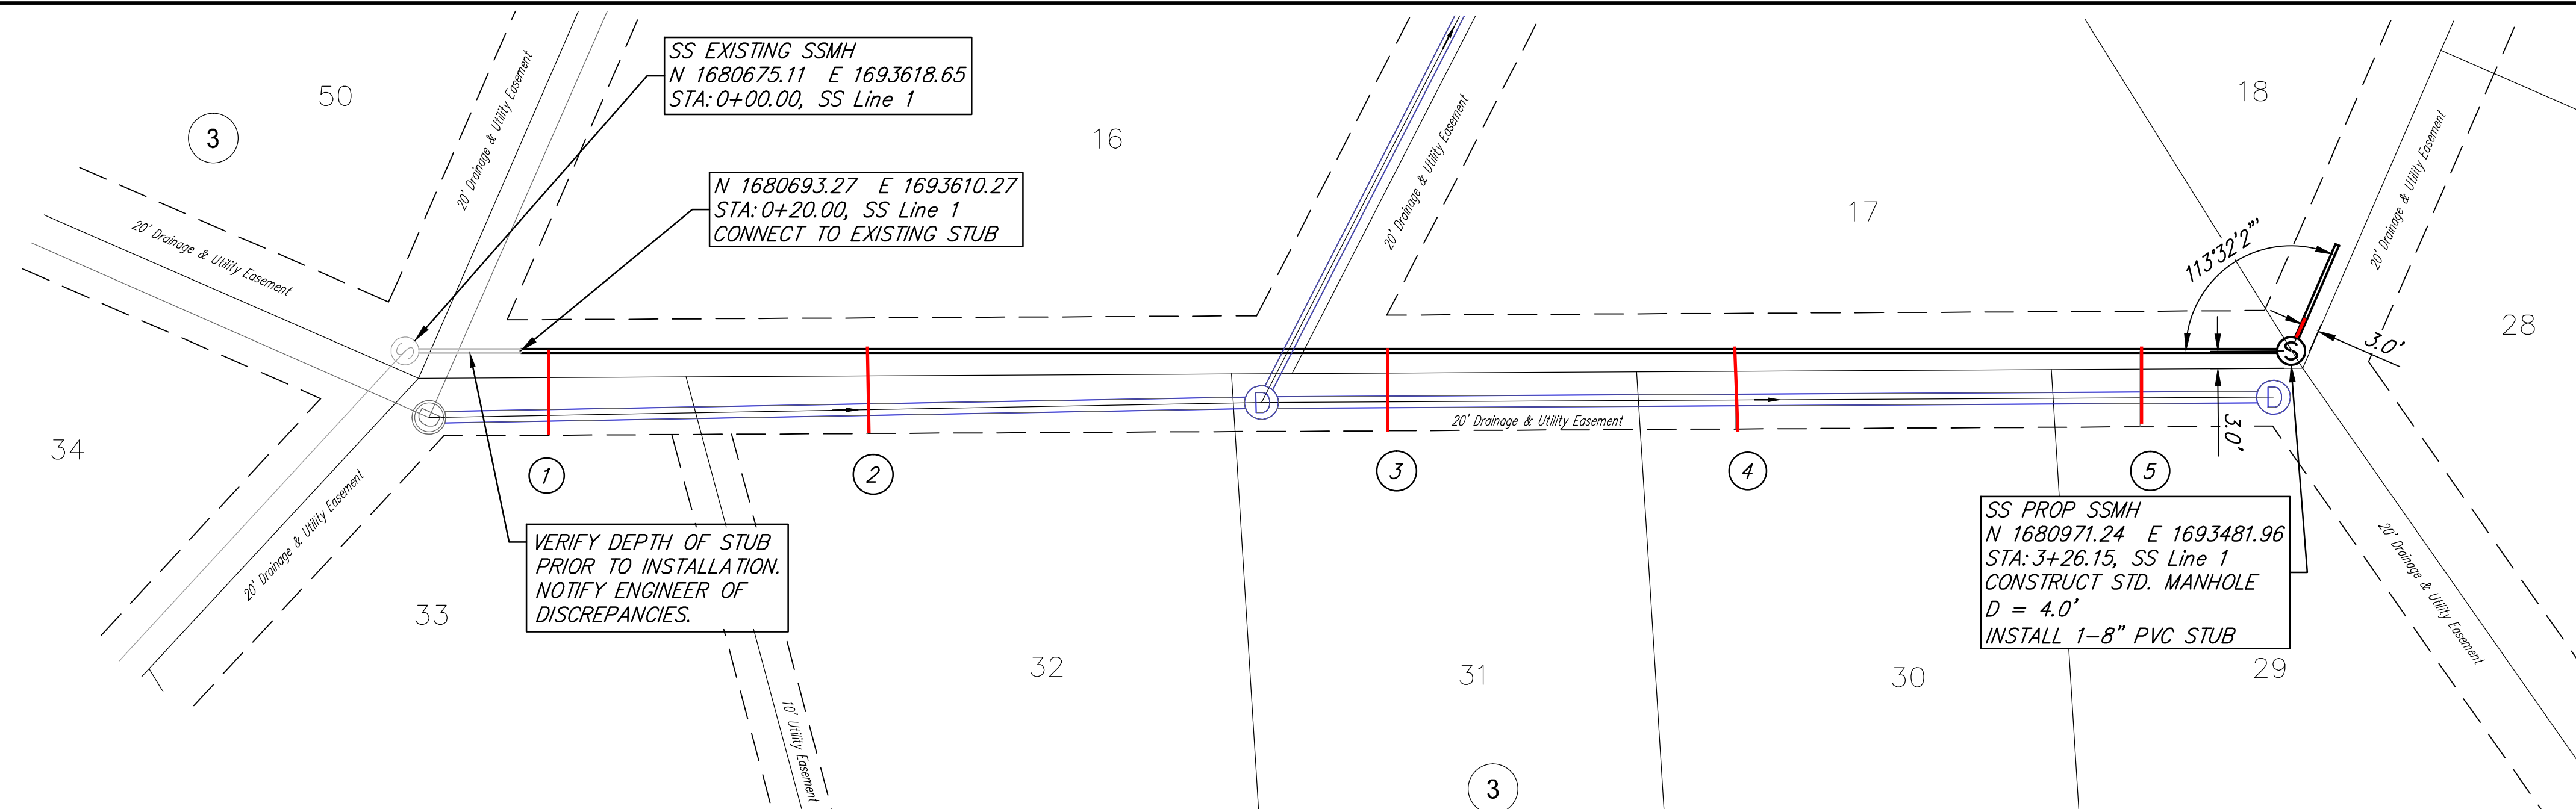 SS EXISTING SSMH
N 1680675.11 E 1693618.65
STA: 0+00.00, SS Line 1
50
3
20' Drainage & Utility Easement
20' Drainage & Utility Easement
16
N 1680693.27 E 1693610.27
STA: 0+20.00, SS Line 1
CONNECT TO EXISTING STUB
20' Drainage & Utility Easement
17
18
113°32'2"'
20' Drainage & Utility Easement
28
3.0'
S
S
D
D
D
20' Drainage & Utility Easement
3.0'
34
1
2
3
4
5
20' Drainage & Utility Easement
VERIFY DEPTH OF STUB
PRIOR TO INSTALLATION.
NOTIFY ENGINEER OF
DISCREPANCIES.
SS PROP SSMH
N 1680971.24 E 1693481.96
STA: 3+26.15, SS Line 1
CONSTRUCT STD. MANHOLE
D = 4.0'
INSTALL 1-8" PVC STUB
20' Drainage & Utility Easement
33
32
31
30
29
10' Utility Easement
3